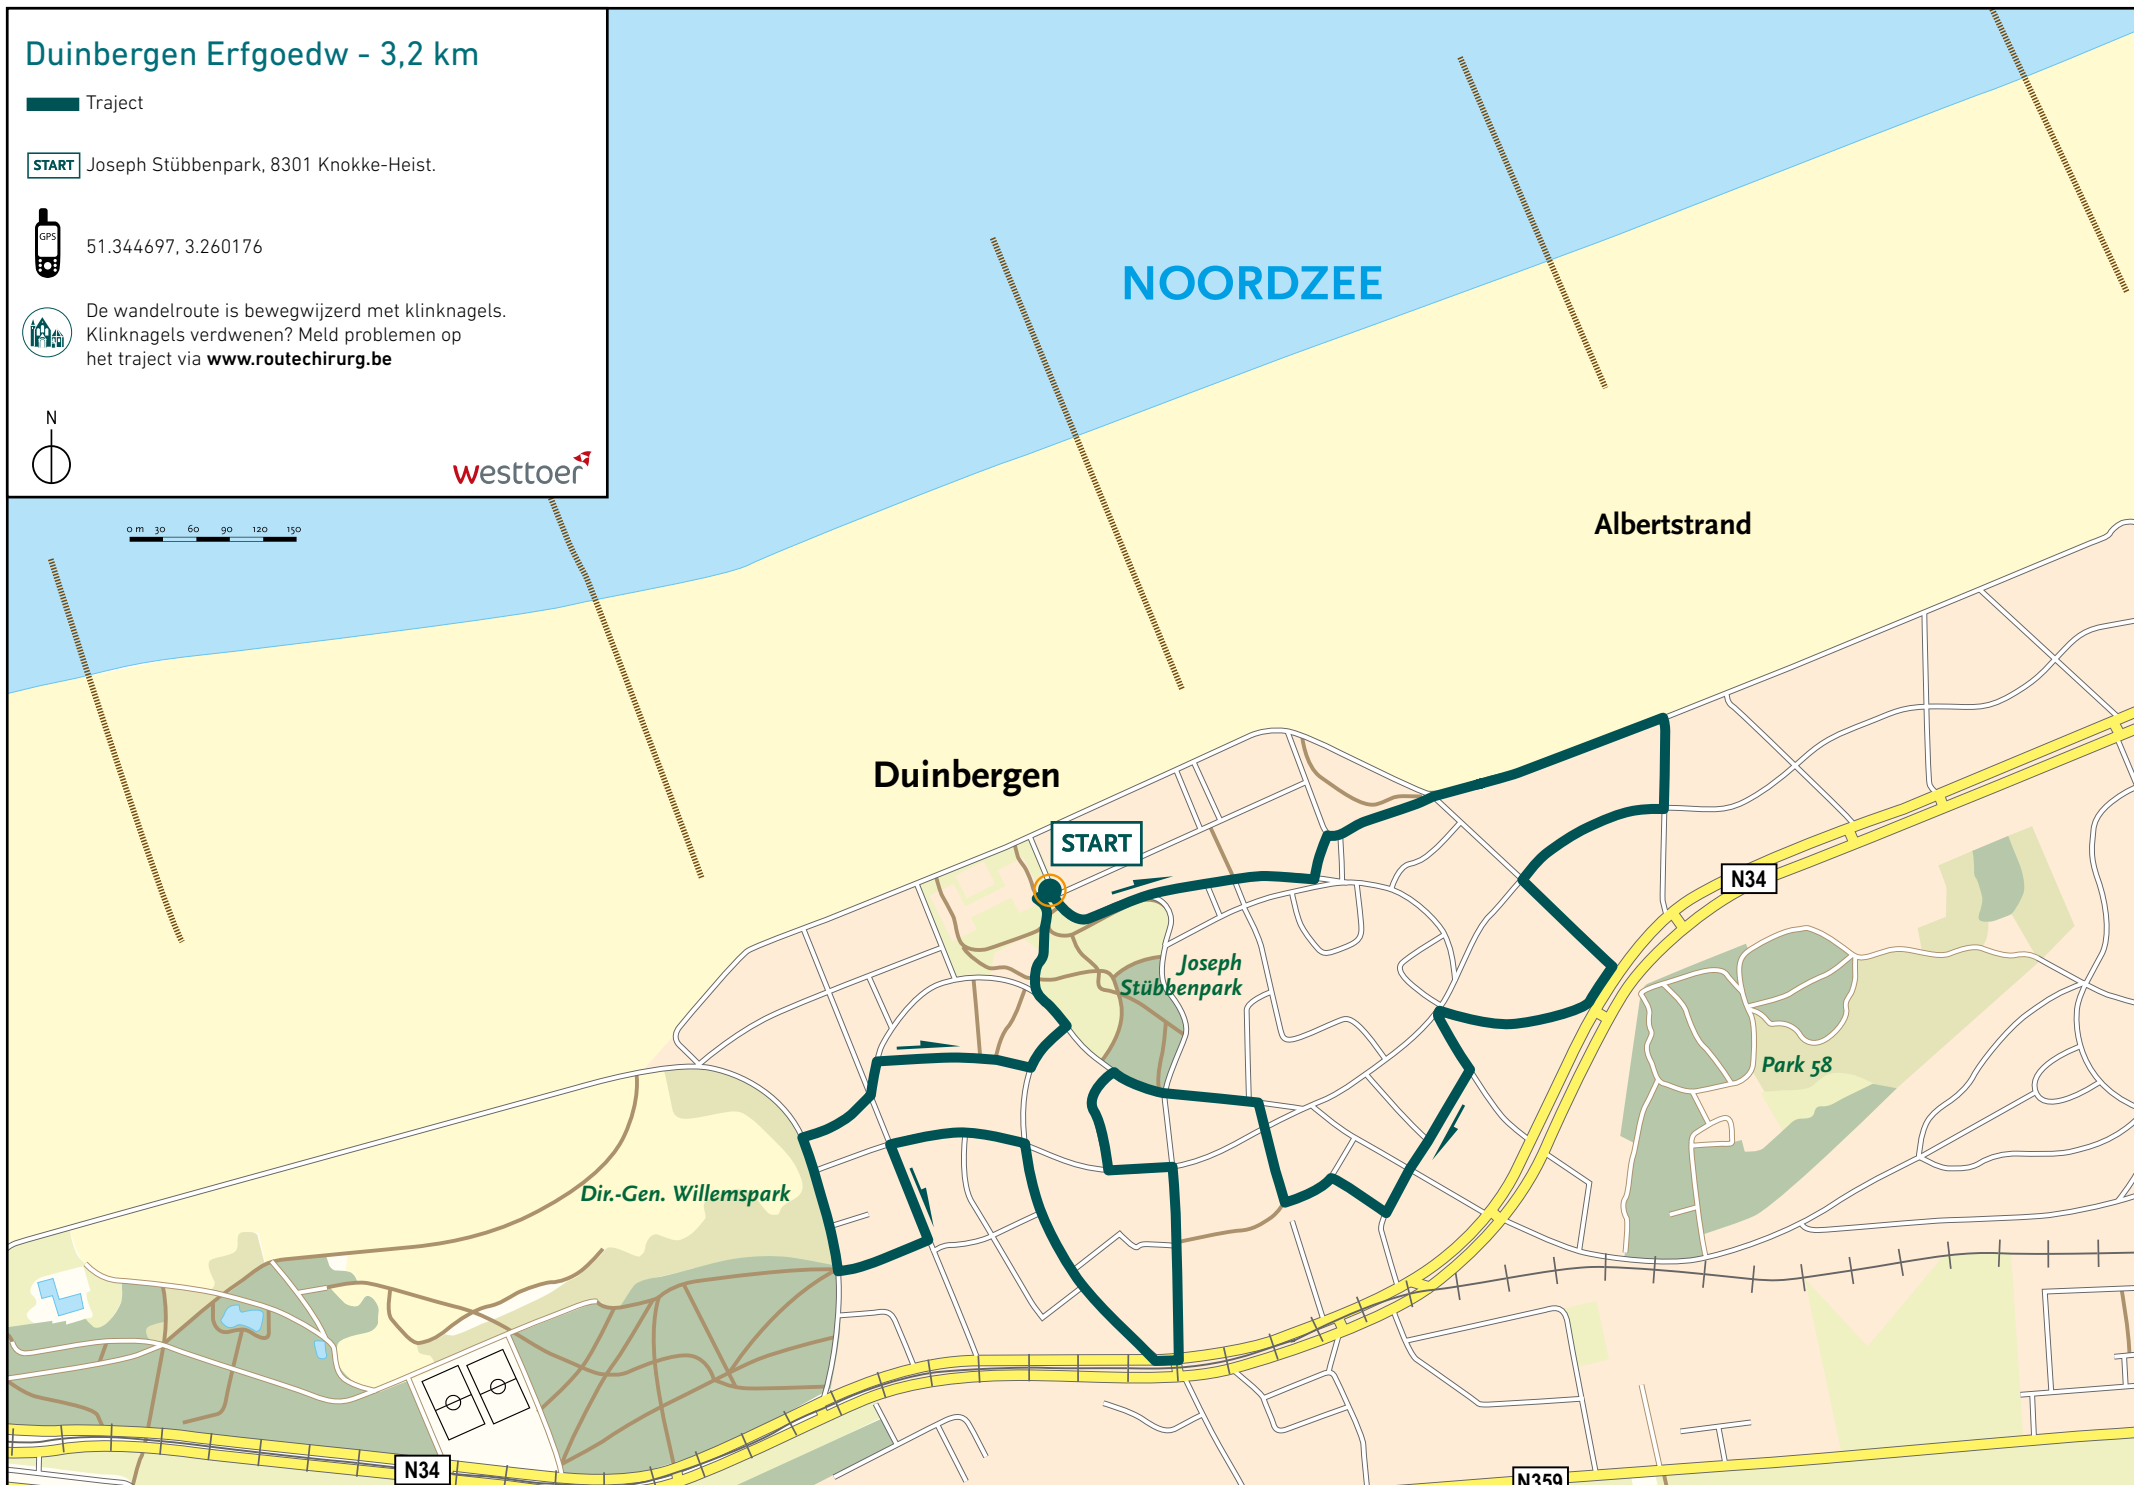 Duinbergen Erfgoedw - 3,2 km
Traject
START Joseph Stübbenpark, 8301 Knokke-Heist.
GPS
51.344697, 3.260176
De wandelroute is bewegwijzerd met klinknagels.
Klinknagels verdwenen? Meld problemen op
het traject via www.routechirurg.be
N
westtoer
0 m 30 60 90 120 150
NOORDZEE
Albertstrand
Duinbergen
START
N34
Joseph
Stübbenpark
Park 58
Dir.-Gen. Willemspark
N34
N359